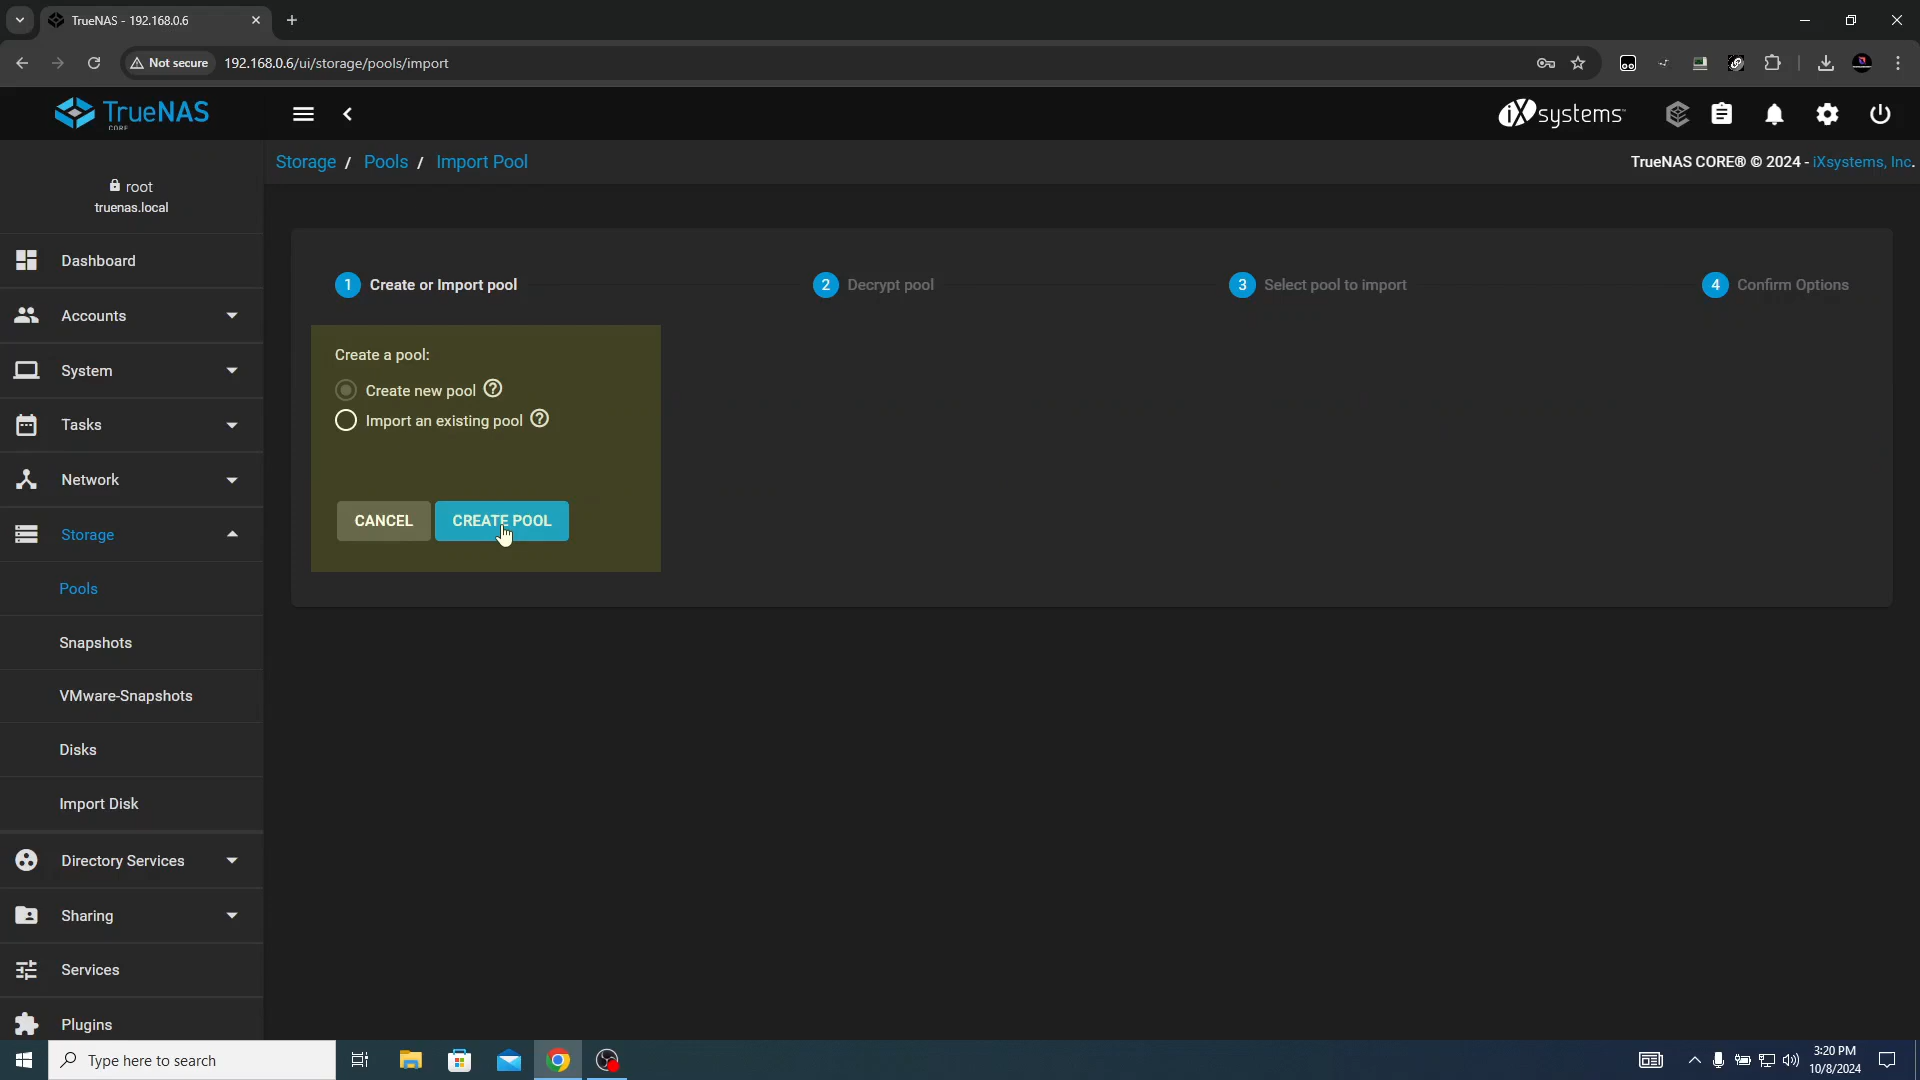 TrueNAS - 192.168.0.6
Not secure
192.168.0.6/ui/storage/pools/import
TrueNAS
CORE
iXsystems
root
truenas.local
Storage / Pools / Import Pool
TrueNAS CORE® © 2024 - iXsystems, Inc.
Dashboard
Accounts
System
Tasks
Network
Storage
Pools
Snapshots
VMware-Snapshots
Disks
Import Disk
Directory Services
Sharing
Services
Plugins
1 Create or Import pool
2 Decrypt pool
3 Select pool to import
4 Confirm Options
Create a pool:
Create new pool ?
Import an existing pool ?
CANCEL
CREATE POOL
Type here to search
3:20 PM
10/8/2024